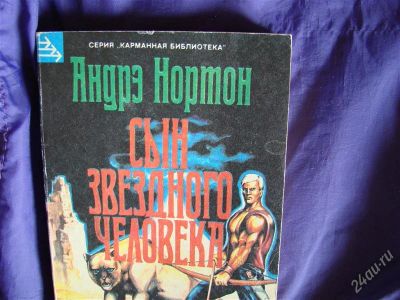 СЕРИЯ „КАРМАННАЯ БИБЛИОТЕКА"
АНДРЭ НОРТОН
СЫН
ЗВЕЗДНОГО
ЧЕЛОВЕКА
24au.ru